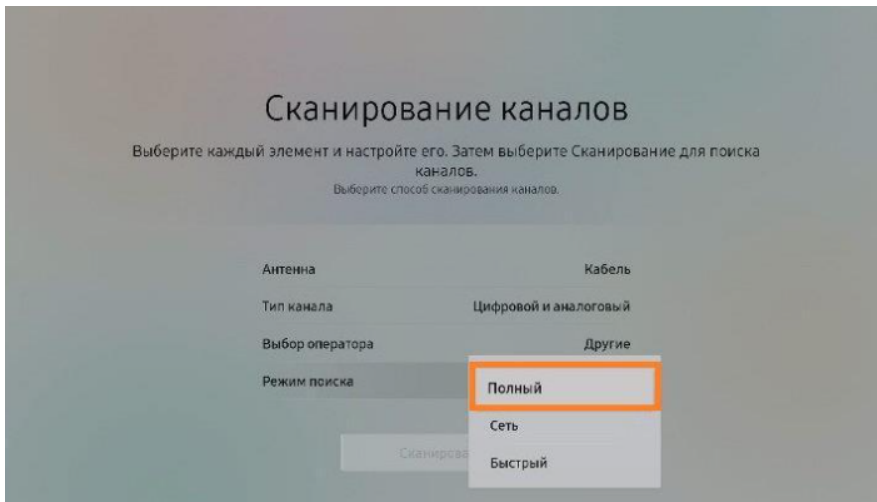 Сканирование каналов
Выберите каждый элемент и настройте его. Затем выберите Сканирование для поиска
каналов.
Выберите способ сканирования каналов.
Антенна Кабель
Тип канала Цифровой и аналоговый
Выбор оператора Другие
Режим поиска Полный
Сеть
Быстрый